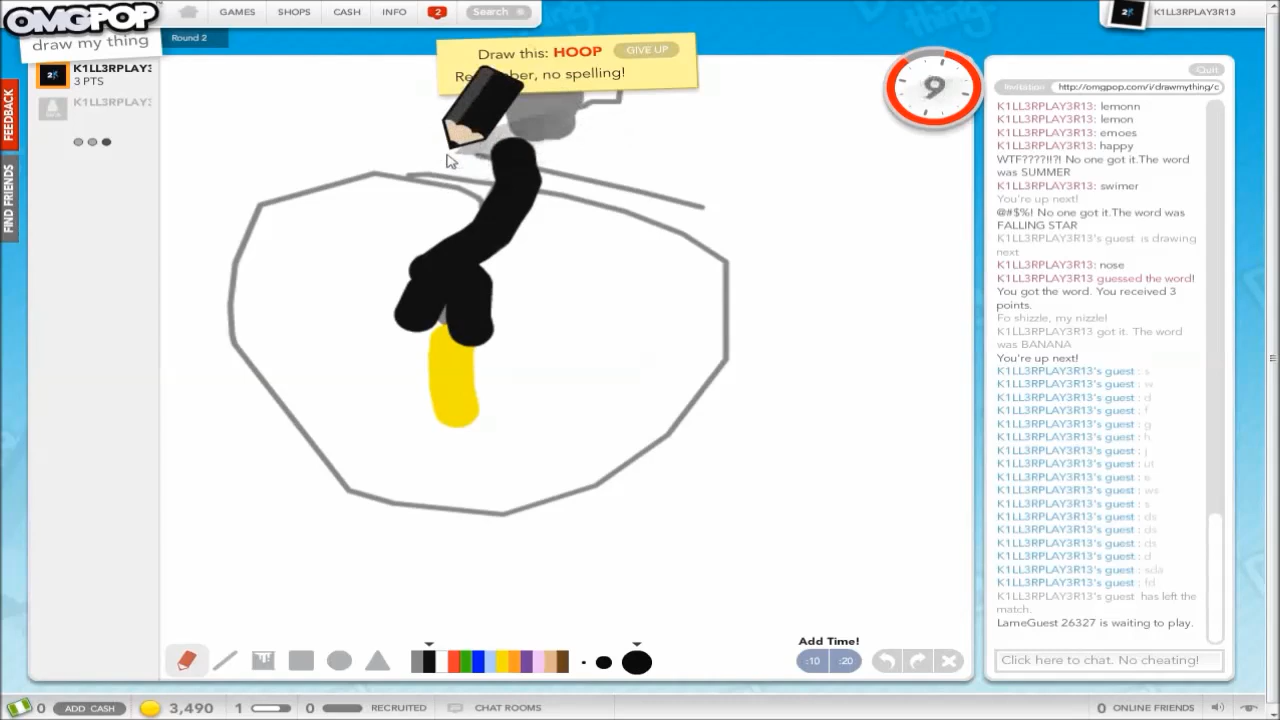 OMGPOP
draw my thing
GAMES SHOPS CASH INFO 2 Search
K1LL3RPLAY3R13
Round 2
Draw this: HOOP GIVE UP
no spelling!
9
K1LL3RPLAY3
3 PTS
K1LL3RPLAY3
FEEDBACK
FIND FRIENDS
Quit
Invitation http://omgpop.com/i/drawmything/c
K1LL3RPLAY3R13: lemonn
K1LL3RPLAY3R13: lemon
K1LL3RPLAY3R13: emoes
K1LL3RPLAY3R13: happy
WTF????!!?! No one got it.The word
was SUMMER
K1LL3RPLAY3R13: swimer
You're up next!
@#$%! No one got it.The word was
FALLING STAR
K1LL3RPLAY3R13's guest is drawing
next
K1LL3RPLAY3R13: nose
K1LL3RPLAY3R13 guessed the word!
You got the word. You received 3
points.
Fo shizzle, my nizzle!
K1LL3RPLAY3R13 got it. The word
was BANANA
You're up next!
K1LL3RPLAY3R13's guest : s
K1LL3RPLAY3R13's guest : w
K1LL3RPLAY3R13's guest : d
K1LL3RPLAY3R13's guest : f
K1LL3RPLAY3R13's guest : g
K1LL3RPLAY3R13's guest : h
K1LL3RPLAY3R13's guest : j
K1LL3RPLAY3R13's guest : ut
K1LL3RPLAY3R13's guest : e
K1LL3RPLAY3R13's guest : ws
K1LL3RPLAY3R13's guest : s
K1LL3RPLAY3R13's guest : ds
K1LL3RPLAY3R13's guest : ds
K1LL3RPLAY3R13's guest : ds
K1LL3RPLAY3R13's guest : d
K1LL3RPLAY3R13's guest : sda
K1LL3RPLAY3R13's guest : fd
K1LL3RPLAY3R13's guest has left the
match.
LameGuest 26327 is waiting to play.
Click here to chat. No cheating!
Add Time!
:10 :20
0 ADD CASH 3,490 1 0 RECRUITED CHAT ROOMS 0 ONLINE FRIENDS